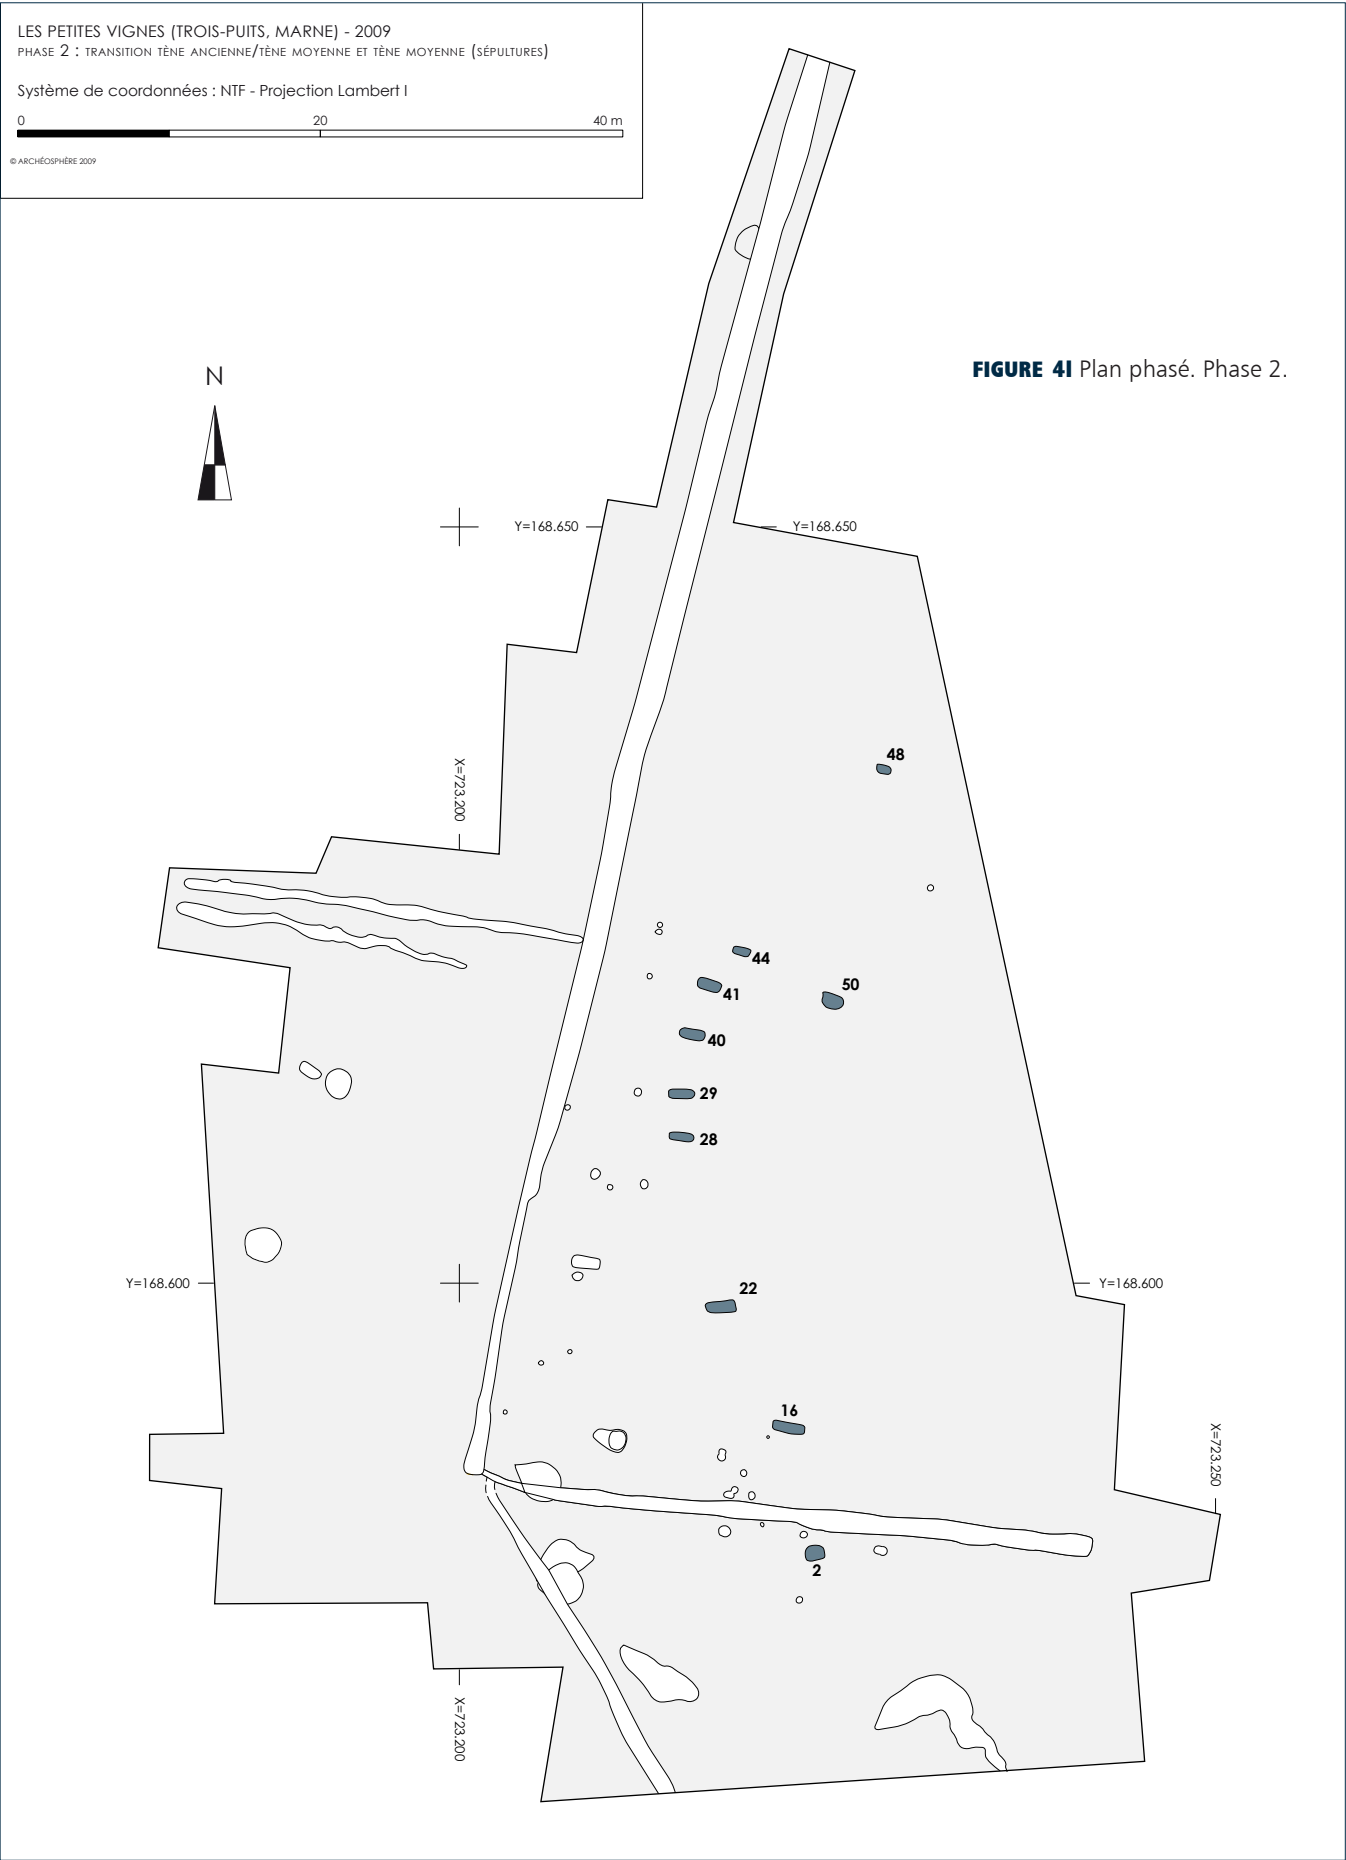 LES PETITES VIGNES (TROIS-PUITS, MARNE) - 2009
PHASE 2 : TRANSITION TÈNE ANCIENNE/TÈNE MOYENNE ET TÈNE MOYENNE (SÉPULTURES)
Système de coordonnées : NTF - Projection Lambert I
0 20 40 m
© ARCHÉOSPHÈRE 2009
N
FIGURE 41 Plan phasé. Phase 2.
Y=168.650
Y=168.650
48
X=723.200
44
50
41
40
29
28
Y=168.600
Y=168.600
22
16
X=723.250
2
X=723.200